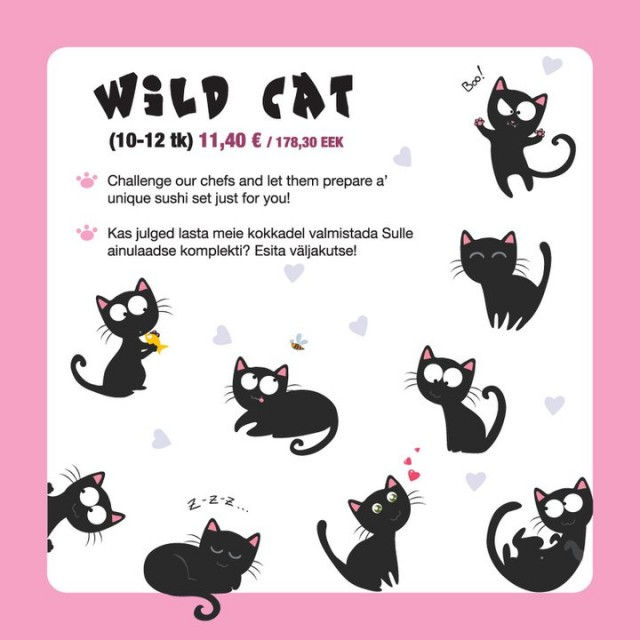 WiLD CAT
(10-12 tk) 11,40 € / 178,30 EEK
Challenge our chefs and let them prepare a’
unique sushi set just for you!
Kas julged lasta meie kokkadel valmistada Sulle
ainulaadse komplekti? Esita väljakutse!
Boo!
z-z-z...